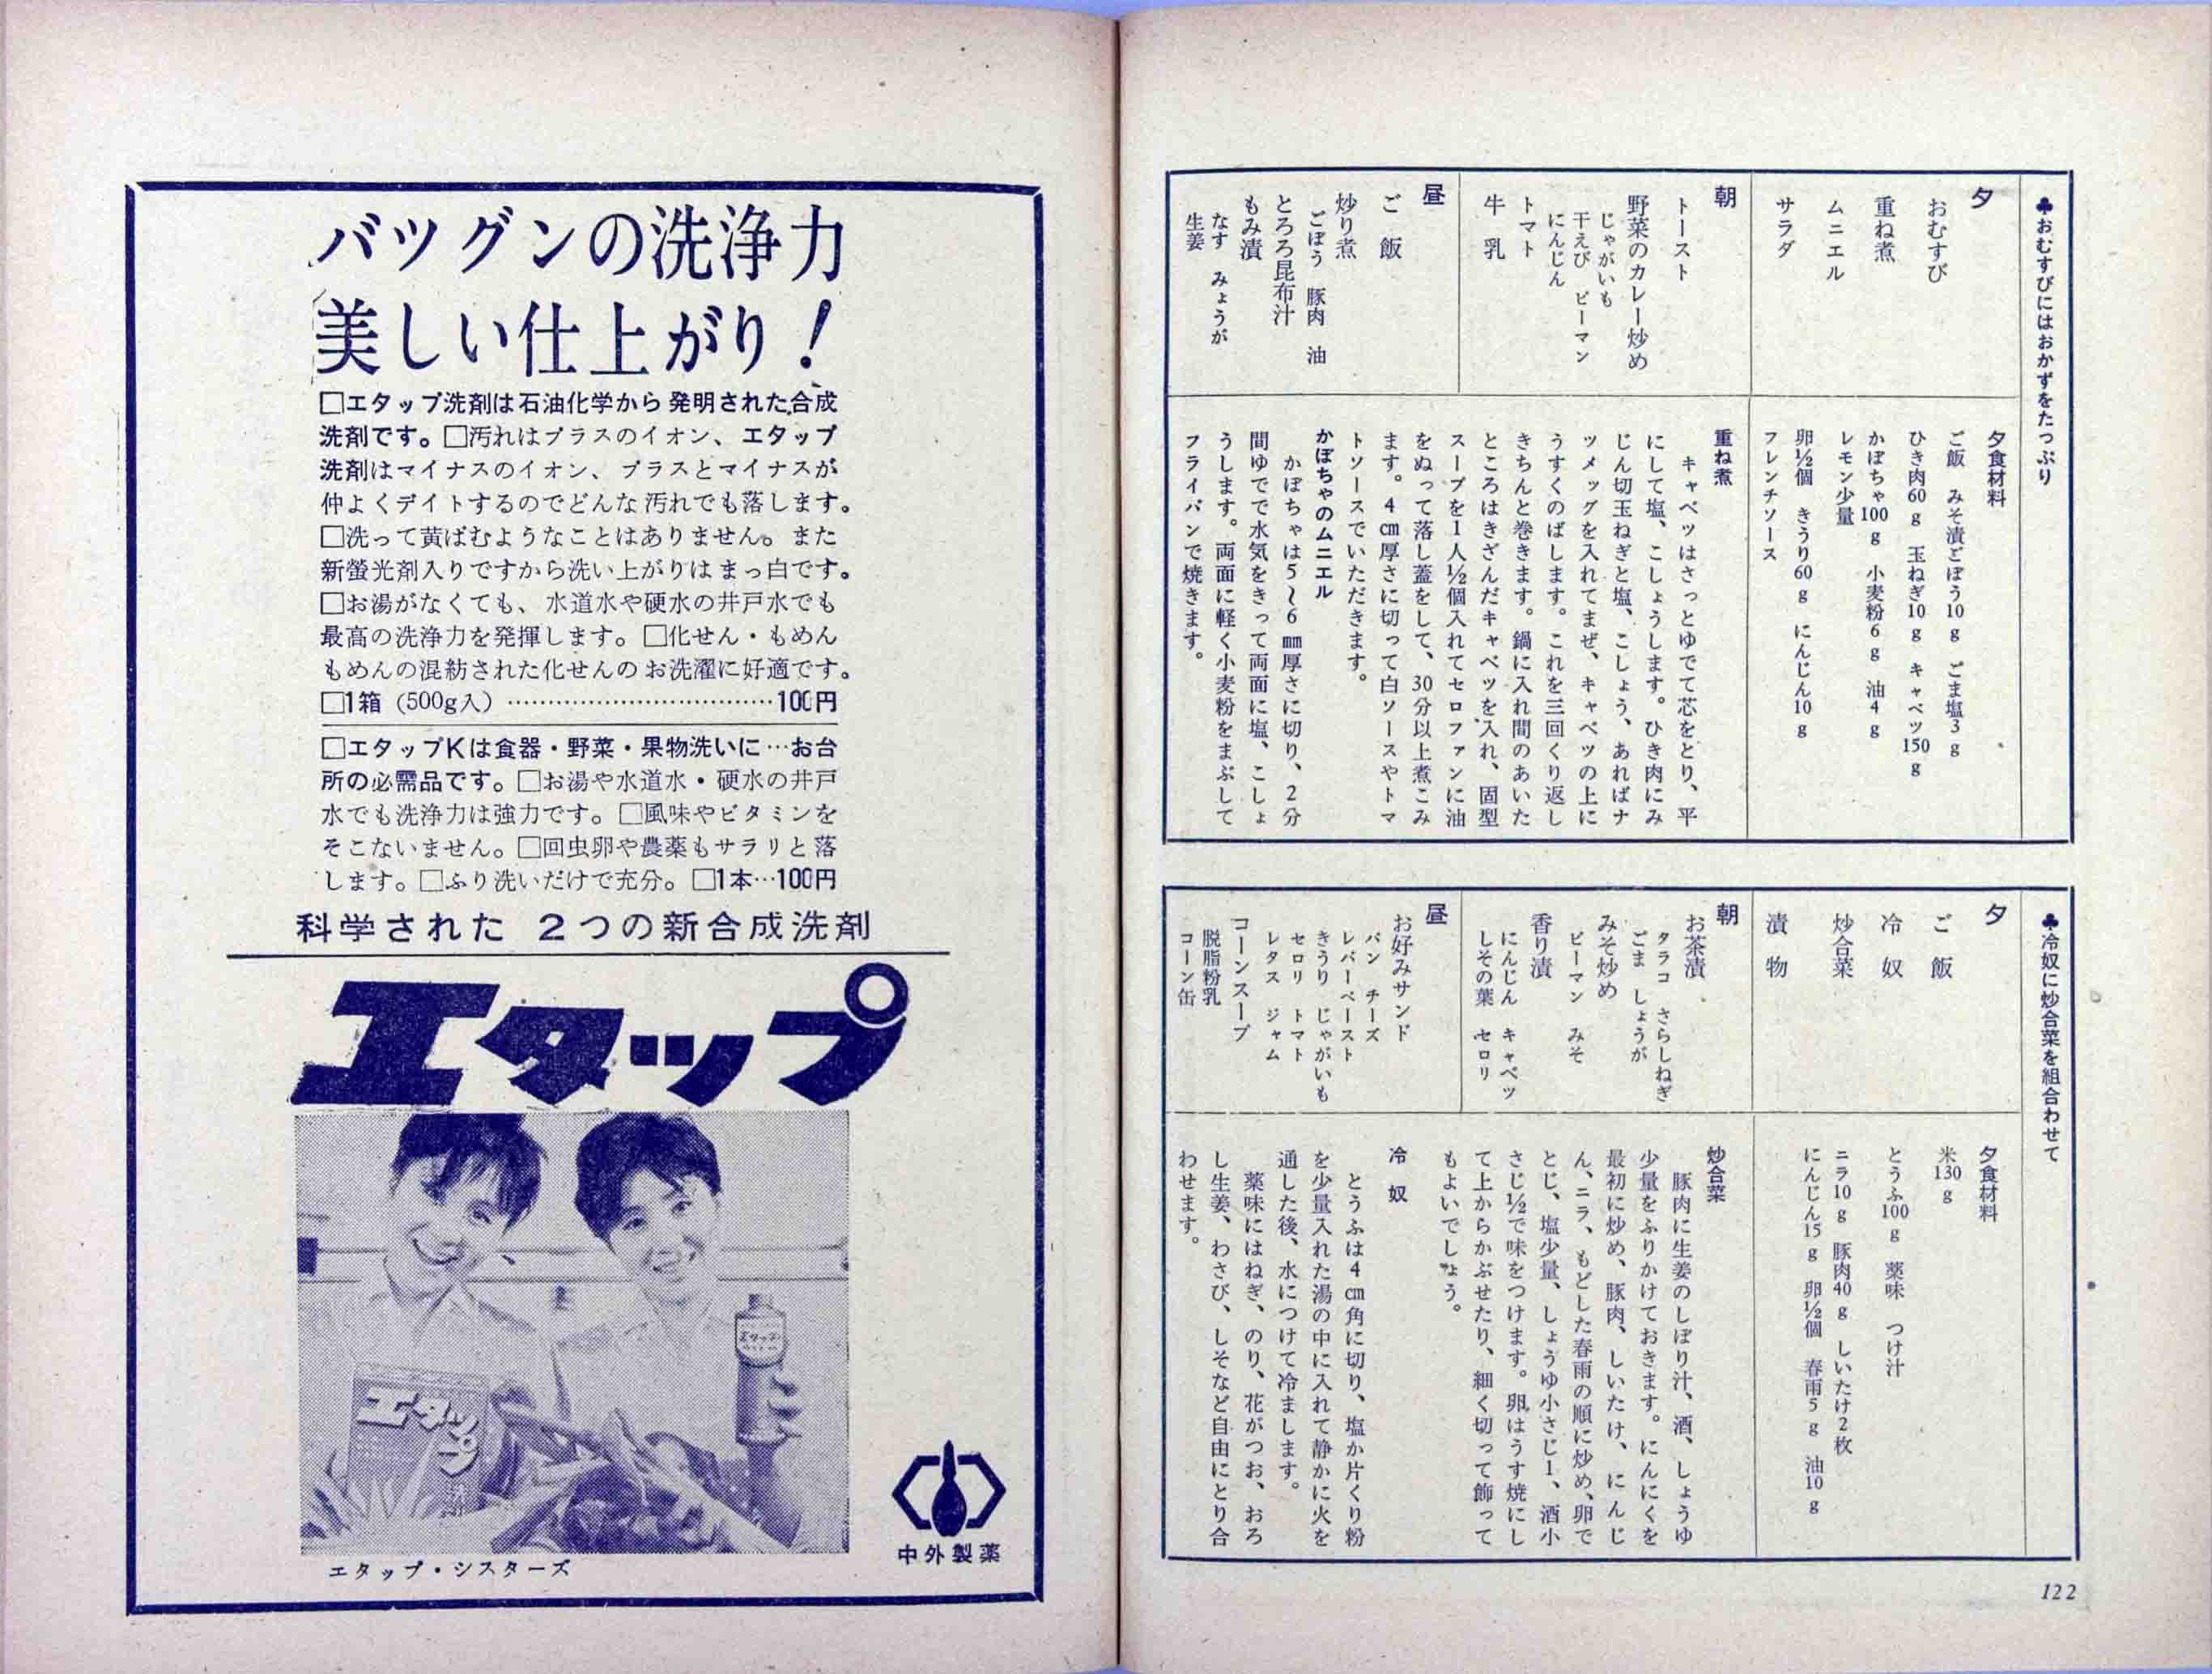 ♣おむすびにはおかずをたっぷり
夕
おむすび
重ね煮
ムニエル
サラダ
夕食材料
ご飯 みそ漬ごぼう10g ごま塩3g
ひき肉60g 玉ねぎ10g キャベツ150g
かぼちゃ100g 小麦粉6g 油4g
レモン少量
卵½個 きうり60g にんじん10g
フレンチソース
朝
トースト
野菜のカレー炒め
じゃがいも
干えび ピーマン
にんじん
トマト
牛乳
昼
ご飯
炒り煮
ごぼう 豚肉 油
とろろ昆布汁
もみ漬
なす みょうが
生姜
重ね煮
キャベツはさっとゆでて芯をとり、平
にして塩、こしょうします。ひき肉にみ
じん切玉ねぎと塩、こしょう、あればナ
ツメッグを入れてまぜ、キャベツの上に
うすくのばします。これを三回くり返し
きちんと巻きます。鍋に入れ間のあいた
ところはきざんだキャベツを入れ、固型
スープを1人½個入れてセロファンに油
をぬって落し蓋をして、30分以上煮こみ
ます。4cm厚さに切って白ソースやトマ
トソースでいただきます。
かぼちゃのムニエル
かぼちゃは5〜6mm厚さに切り、2分
間ゆでで水気をきって両面に塩、こしょ
うします。両面に軽く小麦粉をまぶして
フライパンで焼きます。
♣冷奴に炒合菜を組合わせて
夕
ご飯
冷奴
炒合菜
漬物
夕食材料
米130g
とうふ100g 薬味 つけ汁
ニラ10g 豚肉40g しいたけ2枚
にんじん15g 卵½個 春雨5g 油10g
朝
お茶漬
タラコ さらしねぎ
ごま しょうが
みそ炒め
ピーマン みそ
香り漬
にんじん キャベツ
しその葉 セロリ
昼
お好みサンド
パン チーズ
レバーペースト
きうり じゃがいも
セロリ トマト
レタス ジャム
コーンスープ
脱脂粉乳
コーン缶
炒合菜
豚肉に生姜のしぼり汁、酒、しょうゆ
少量をふりかけておきます。にんにくを
最初に炒め、豚肉、しいたけ、にんじ
ん、ニラ、もどした春雨の順に炒め、卵で
とじ、塩少量、しょうゆ小さじ1、酒小
さじ½で味をつけます。卵はうす焼にし
て上からかぶせたり、細く切って飾って
もよいでしょう。
冷奴
とうふは4cm角に切り、塩か片くり粉
を少量入れた湯の中に入れて静かに火を
通した後、水につけて冷まします。
薬味にはねぎ、のり、花がつお、おろ
し生姜、わさび、しそなど自由にとり合
わせます。
122
バツグンの洗浄力
美しい仕上がり！
□エタップ洗剤は石油化学から発明された合成
洗剤です。□汚れはプラスのイオン、エタップ
洗剤はマイナスのイオン、プラスとマイナスが
仲よくデイトするのでどんな汚れでも落します。
□洗って黄ばむようなことはありません。また
新螢光剤入りですから洗い上がりはまっ白です。
□お湯がなくても、水道水や硬水の井戸水でも
最高の洗浄力を発揮します。□化せん・もめん
もめんの混紡された化せんのお洗濯に好適です。
□1箱（500g入）………………………100円
□エタップKは食器・野菜・果物洗いに…お台
所の必需品です。□お湯や水道水・硬水の井戸
水でも洗浄力は強力です。□風味やビタミンを
そこないません。□回虫卵や農薬もサラリと落
します。□ふり洗いだけで充分。□1本…100円
科学された 2つの新合成洗剤
エタップ
エタップ
エタップ
エタップ・シスターズ
中外製薬